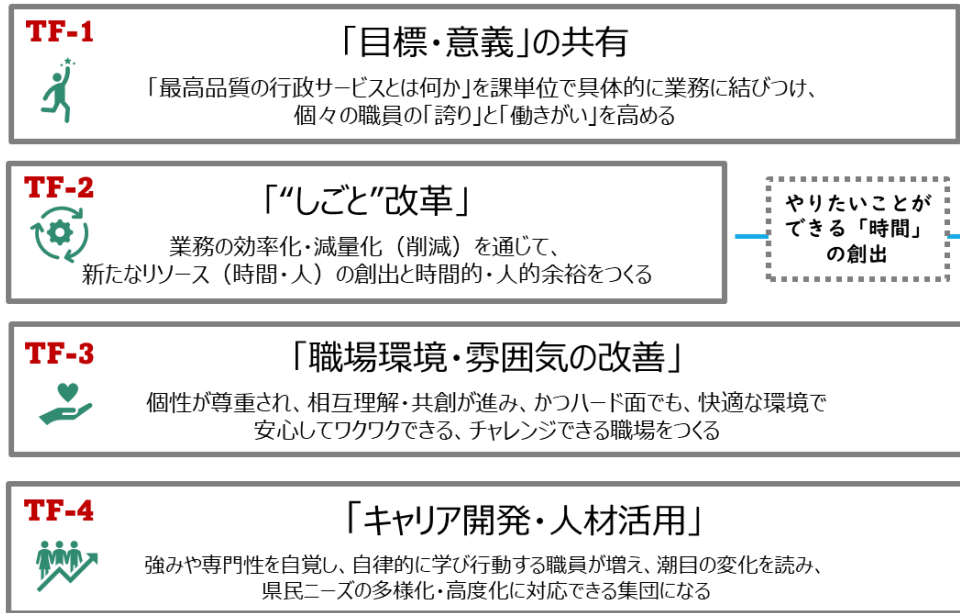 TF-1
「目標・意義」の共有
「最高品質の行政サービスとは何か」を課単位で具体的に業務に結びつけ、
個々の職員の「誇り」と「働きがい」を高める
TF-2
「“しごと”改革」
業務の効率化・減量化（削減）を通じて、
新たなリソース（時間・人）の創出と時間的・人的余裕をつくる
やりたいことが
できる「時間」
の創出
TF-3
「職場環境・雰囲気の改善」
個性が尊重され、相互理解・共創が進み、かつハード面でも、快適な環境で
安心してワクワクできる、チャレンジできる職場をつくる
TF-4
「キャリア開発・人材活用」
強みや専門性を自覚し、自律的に学び行動する職員が増え、潮目の変化を読み、
県民ニーズの多様化・高度化に対応できる集団になる